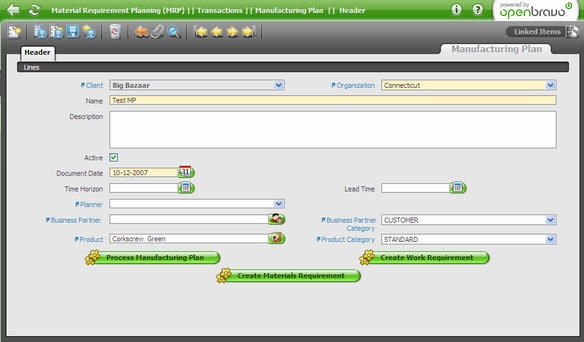 Material Requirement Planning (MRP) || Transactions || Manufacturing Plan || Header
powered by
openbravo
Linked Items
Header
Manufacturing Plan
Lines
Client Big Bazaar Organization Connecticut
Name Test MP
Description
Active
Document Date 10-12-2007 31
Time Horizon Lead Time
Planner
Business Partner Business Partner Category CUSTOMER
Product Corkscrew Green Product Category STANDARD
Process Manufacturing Plan Create Work Requirement
Create Materials Requirement